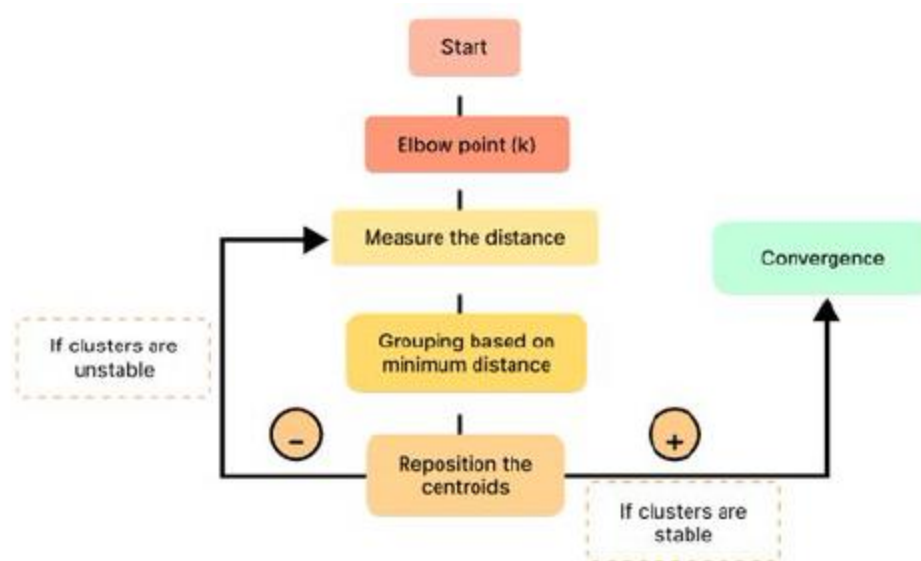 Start
Elbow point (k)
Measure the distance
Convergence
If clusters are
unstable
Grouping based on
minimum distance
-
+
Reposition the
centroids
If clusters are
stable